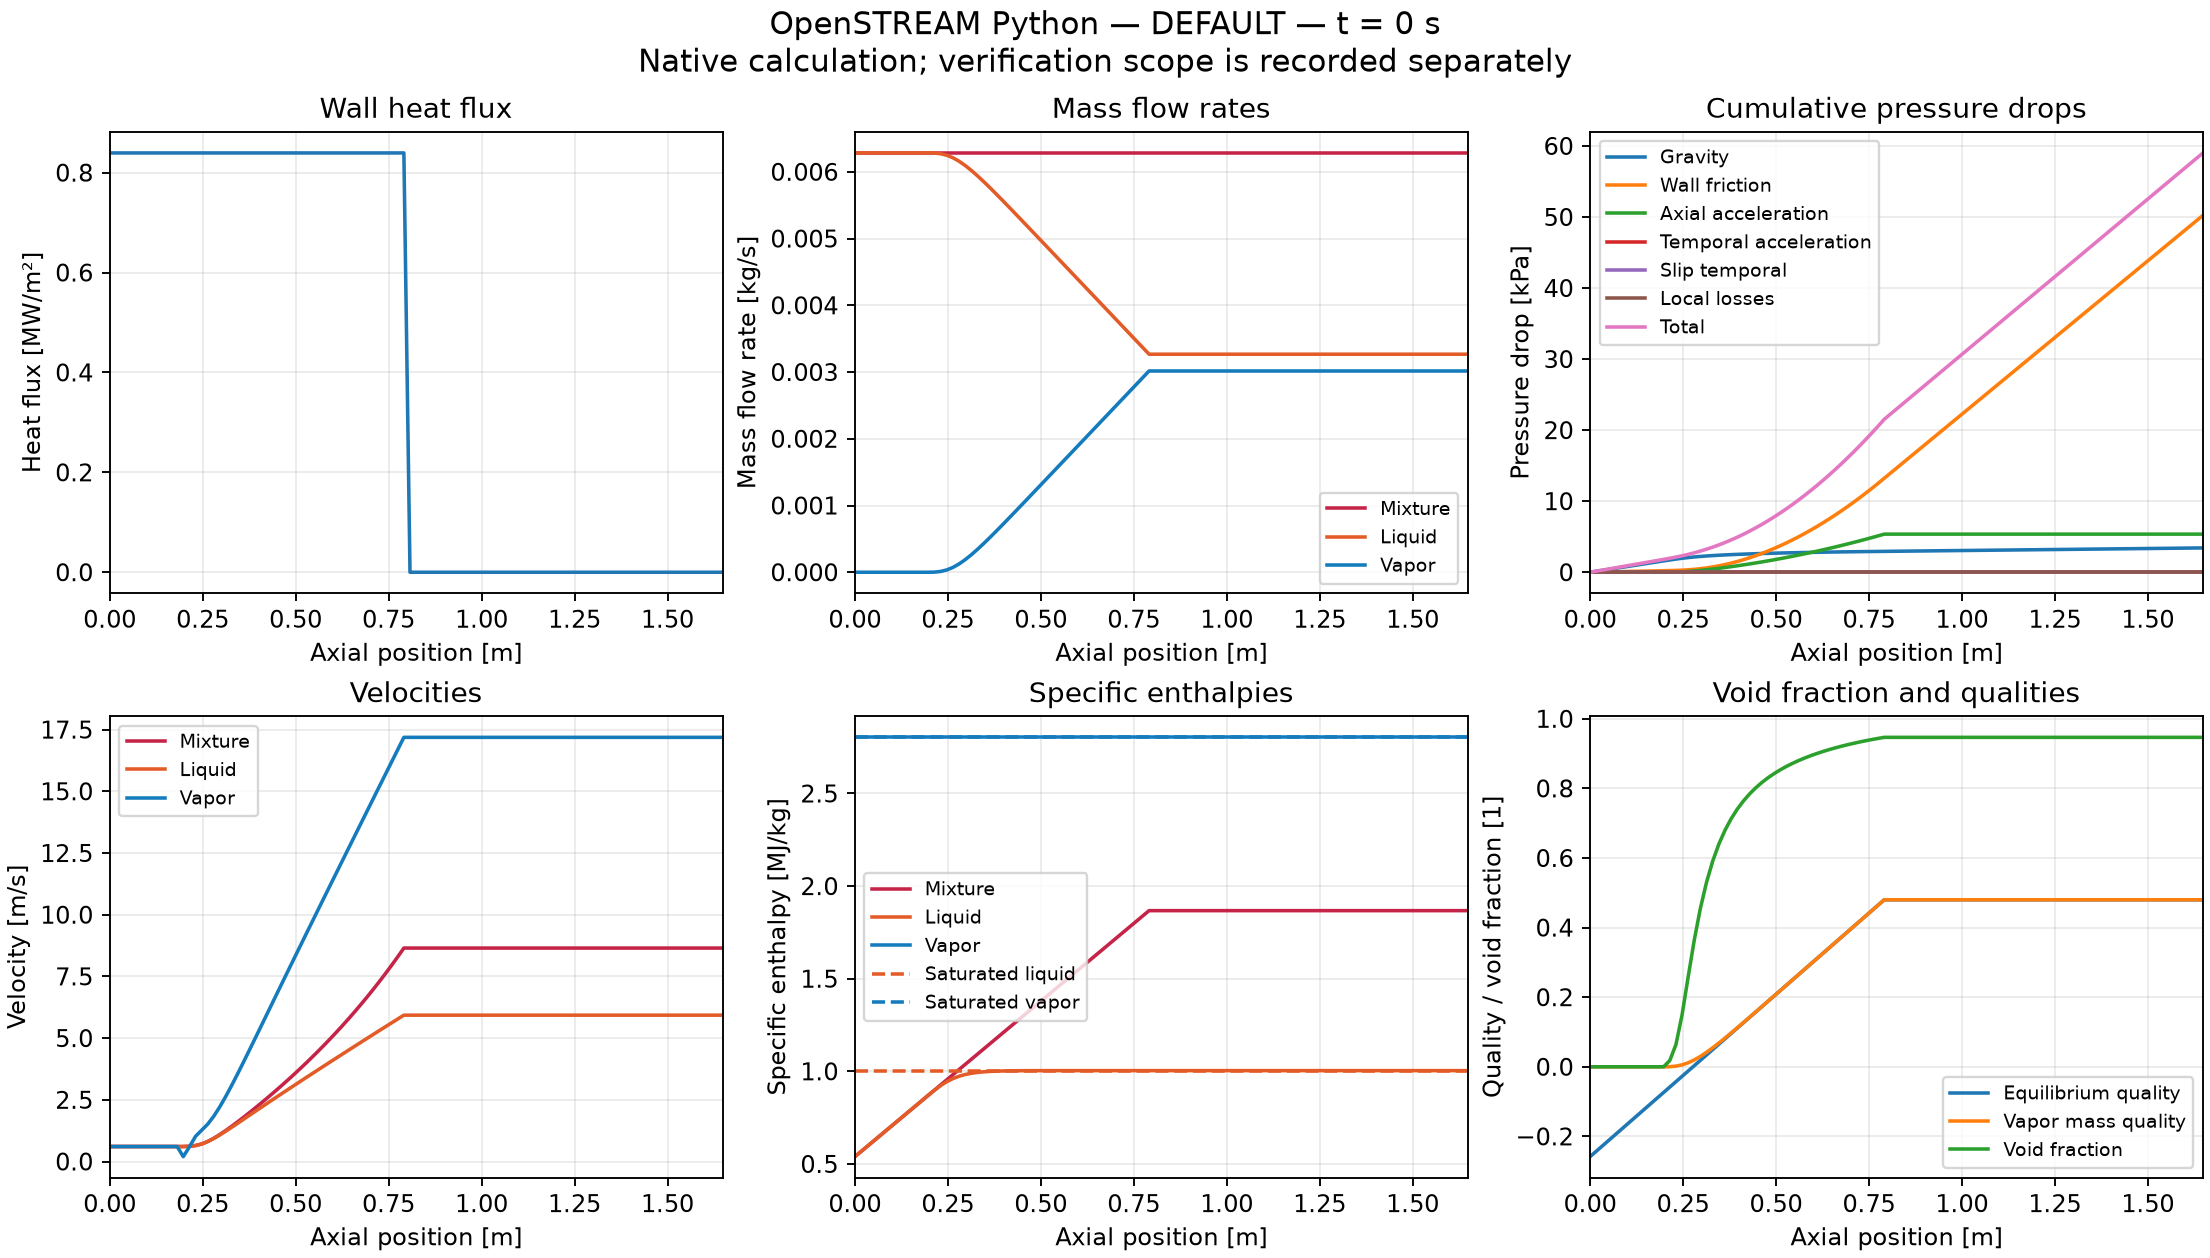 OpenSTREAM Python — DEFAULT — t = 0 s
Native calculation; verification scope is recorded separately
Wall heat flux
Heat flux [MW/m²]
0.8
0.6
0.4
0.2
0.0
0.00 0.25 0.50 0.75 1.00 1.25 1.50
Axial position [m]
Mass flow rates
Mass flow rate [kg/s]
0.006
0.005
0.004
0.003
0.002
0.001
0.000
Mixture
Liquid
Vapor
0.00 0.25 0.50 0.75 1.00 1.25 1.50
Axial position [m]
Cumulative pressure drops
Pressure drop [kPa]
60
50
40
30
20
10
0
Gravity
Wall friction
Axial acceleration
Temporal acceleration
Slip temporal
Local losses
Total
0.00 0.25 0.50 0.75 1.00 1.25 1.50
Axial position [m]
Velocities
Velocity [m/s]
17.5
15.0
12.5
10.0
7.5
5.0
2.5
0.0
Mixture
Liquid
Vapor
0.00 0.25 0.50 0.75 1.00 1.25 1.50
Axial position [m]
Specific enthalpies
Specific enthalpy [MJ/kg]
2.5
2.0
1.5
1.0
0.5
Mixture
Liquid
Vapor
Saturated liquid
Saturated vapor
0.00 0.25 0.50 0.75 1.00 1.25 1.50
Axial position [m]
Void fraction and qualities
Quality / void fraction [1]
1.0
0.8
0.6
0.4
0.2
0.0
−0.2
Equilibrium quality
Vapor mass quality
Void fraction
0.00 0.25 0.50 0.75 1.00 1.25 1.50
Axial position [m]